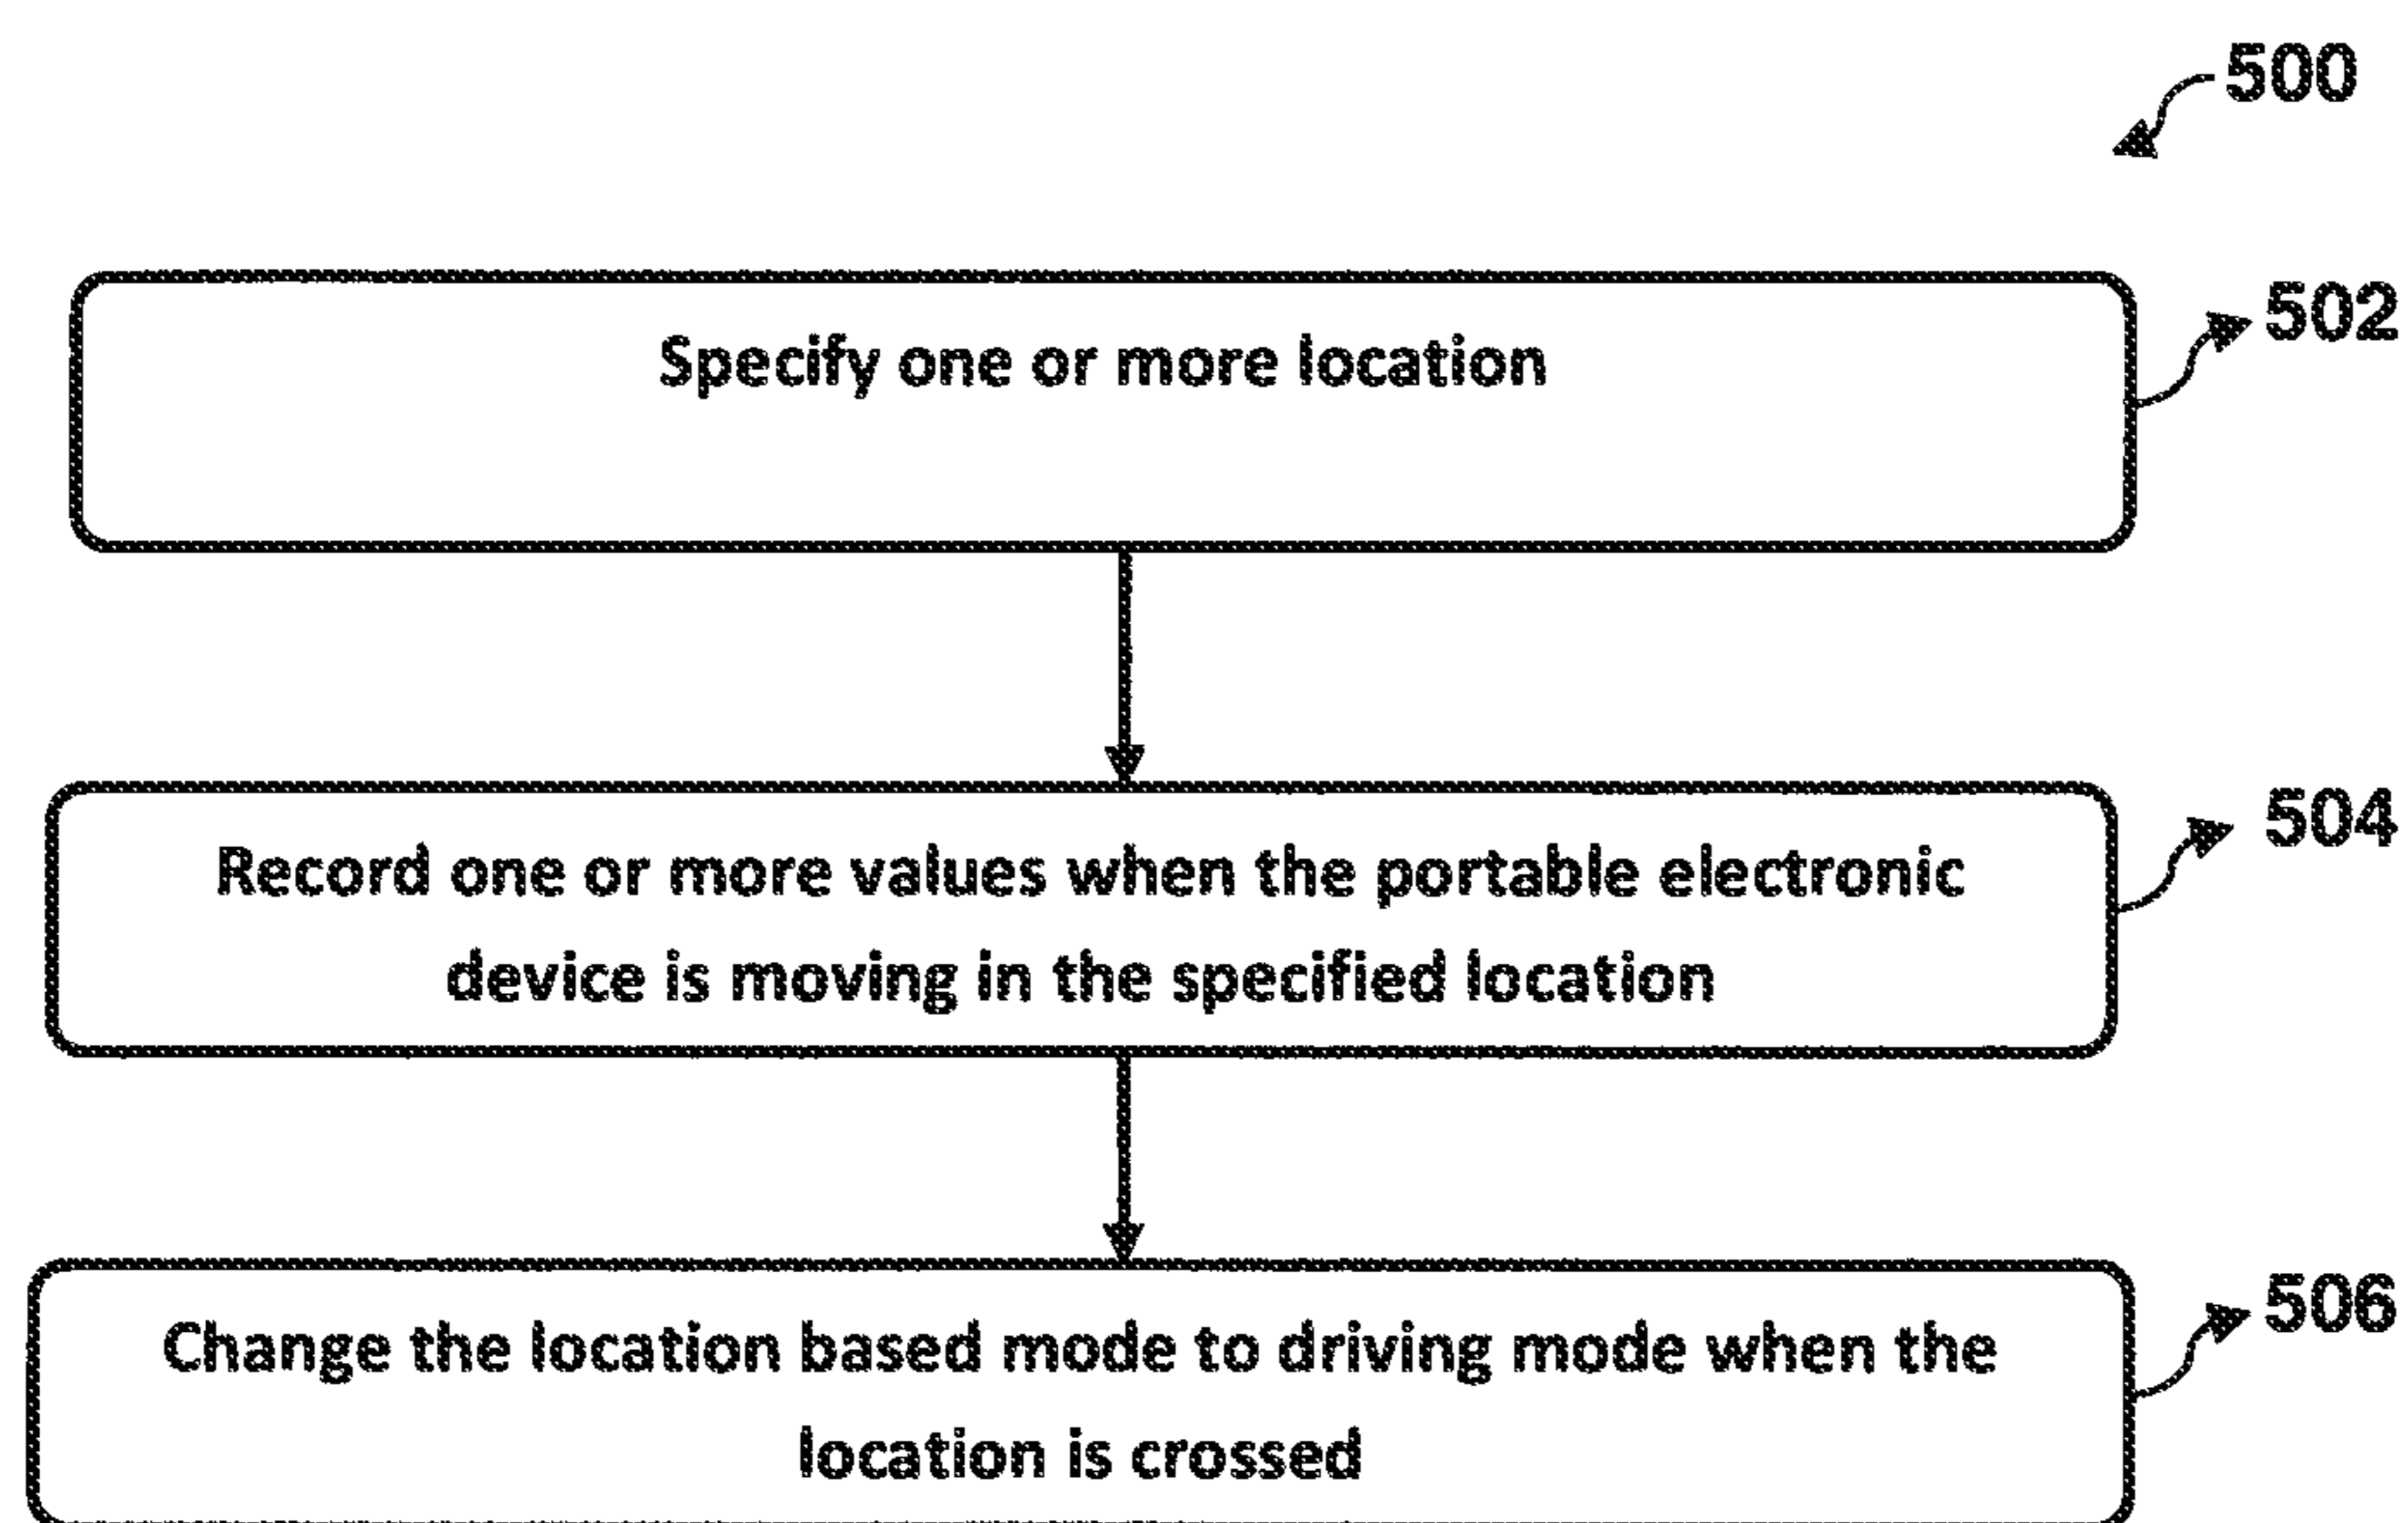 500
502
Specify one or more location
504
Record one or more values when the portable electronic
device is moving in the specified location
506
Change the location based mode to driving mode when the
location is crossed